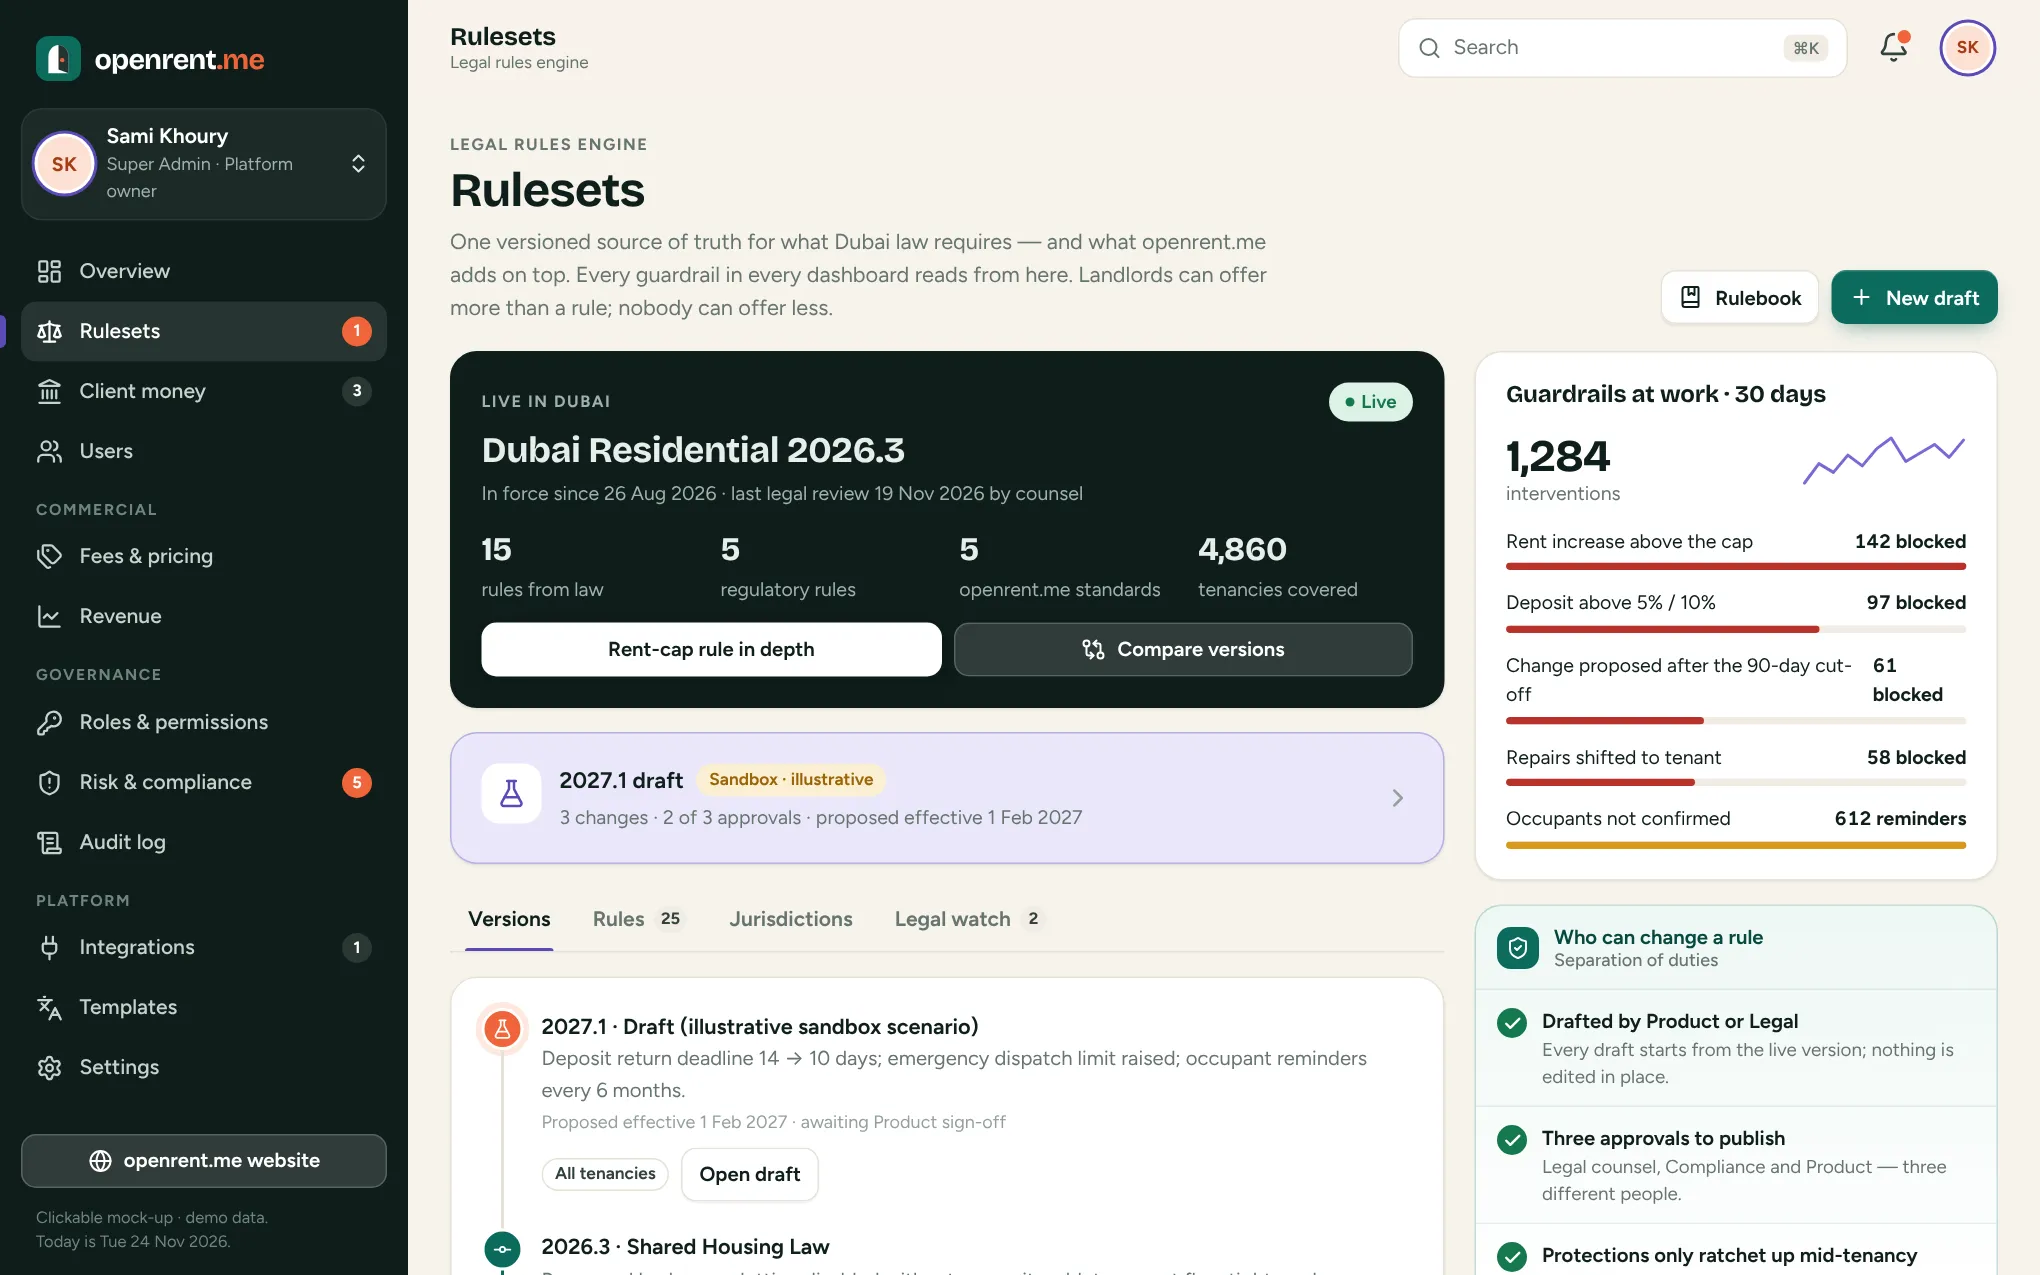 openrent.me
SK
Sami Khoury
Super Admin · Platform
owner
Overview
Rulesets
1
Client money
3
Users
COMMERCIAL
Fees & pricing
Revenue
GOVERNANCE
Roles & permissions
Risk & compliance
5
Audit log
PLATFORM
Integrations
1
Templates
Settings
openrent.me website
Clickable mock-up · demo data.
Today is Tue 24 Nov 2026.
Rulesets
Legal rules engine
Search
⌘K
SK
LEGAL RULES ENGINE
Rulesets
One versioned source of truth for what Dubai law requires — and what openrent.me
adds on top. Every guardrail in every dashboard reads from here. Landlords can offer
more than a rule; nobody can offer less.
Rulebook
New draft
LIVE IN DUBAI
Live
Dubai Residential 2026.3
In force since 26 Aug 2026 · last legal review 19 Nov 2026 by counsel
15
rules from law
5
regulatory rules
5
openrent.me standards
4,860
tenancies covered
Rent-cap rule in depth
Compare versions
2027.1 draft
Sandbox · illustrative
3 changes · 2 of 3 approvals · proposed effective 1 Feb 2027
Versions
Rules 25
Jurisdictions
Legal watch 2
2027.1 · Draft (illustrative sandbox scenario)
Deposit return deadline 14 → 10 days; emergency dispatch limit raised; occupant reminders
every 6 months.
Proposed effective 1 Feb 2027 · awaiting Product sign-off
All tenancies
Open draft
2026.3 · Shared Housing Law
Guardrails at work · 30 days
1,284
interventions
Rent increase above the cap
142 blocked
Deposit above 5% / 10%
97 blocked
Change proposed after the 90-day cut-
off
61
blocked
Repairs shifted to tenant
58 blocked
Occupants not confirmed
612 reminders
Who can change a rule
Separation of duties
Drafted by Product or Legal
Every draft starts from the live version; nothing is
edited in place.
Three approvals to publish
Legal counsel, Compliance and Product — three
different people.
Protections only ratchet up mid-tenancy